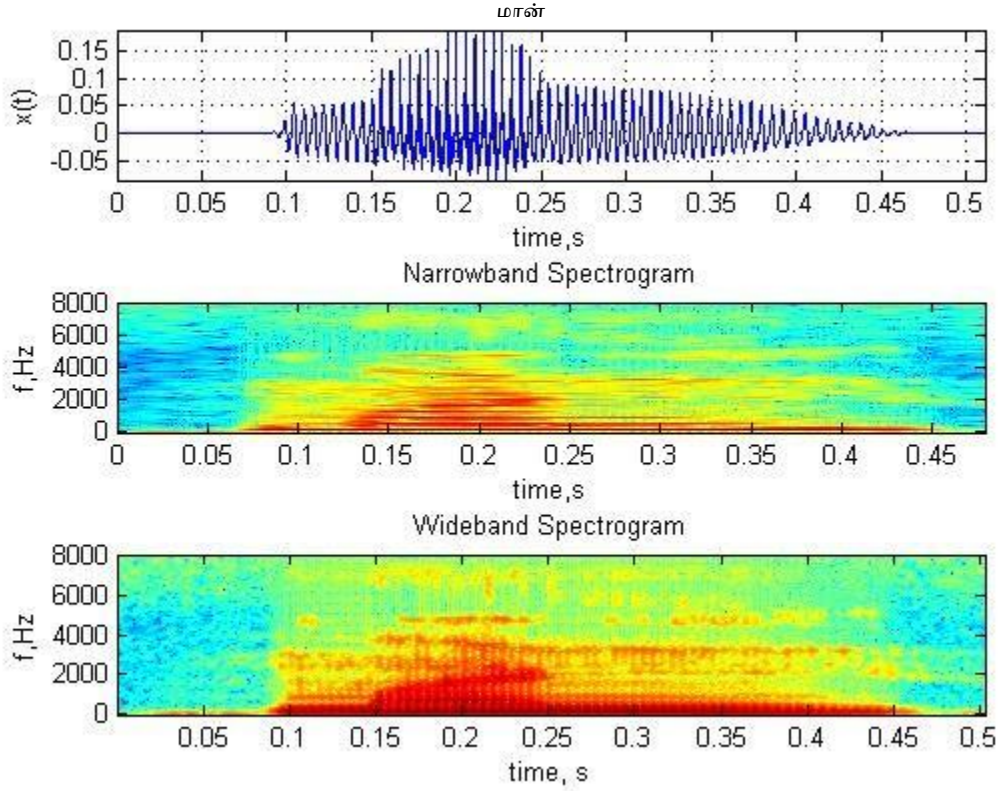 மான்
0.15
0.1
0.05
0
-0.05
x(t)
0 0.05 0.1 0.15 0.2 0.25 0.3 0.35 0.4 0.45 0.5
time,s
Narrowband Spectrogram
8000
6000
4000
2000
0
f,Hz
0 0.05 0.1 0.15 0.2 0.25 0.3 0.35 0.4 0.45
time,s
Wideband Spectrogram
8000
6000
4000
2000
0
f,Hz
0.05 0.1 0.15 0.2 0.25 0.3 0.35 0.4 0.45 0.5
time, s